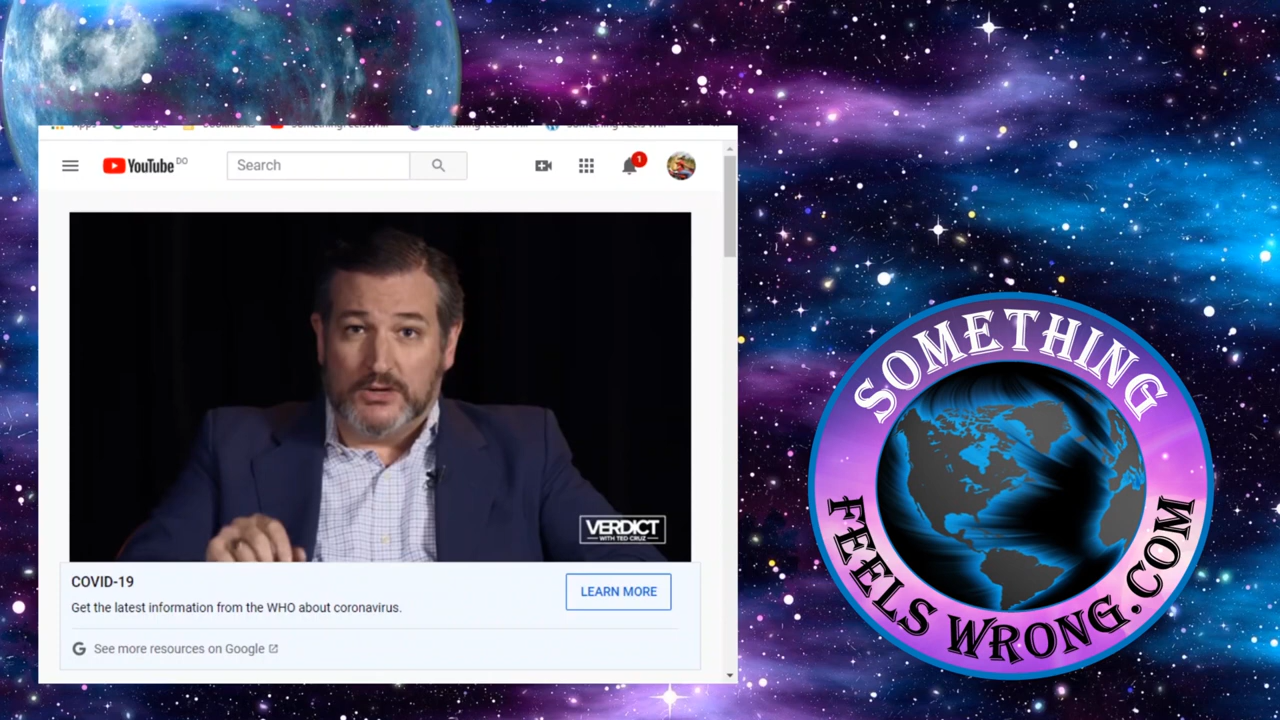 YouTube DO
Search
1
VERDICT
WITH TED CRUZ
COVID-19
Get the latest information from the WHO about coronavirus.
LEARN MORE
G See more resources on Google
SOMETHING
FEELS WRONG.COM